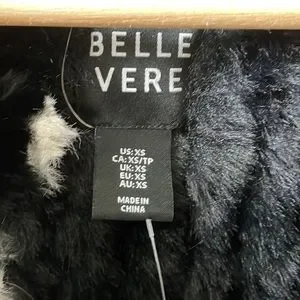 BELLE
VERE
US: XS
CA: XS/TP
UK: XS
EU: XS
AU: XS
MADE IN
CHINA